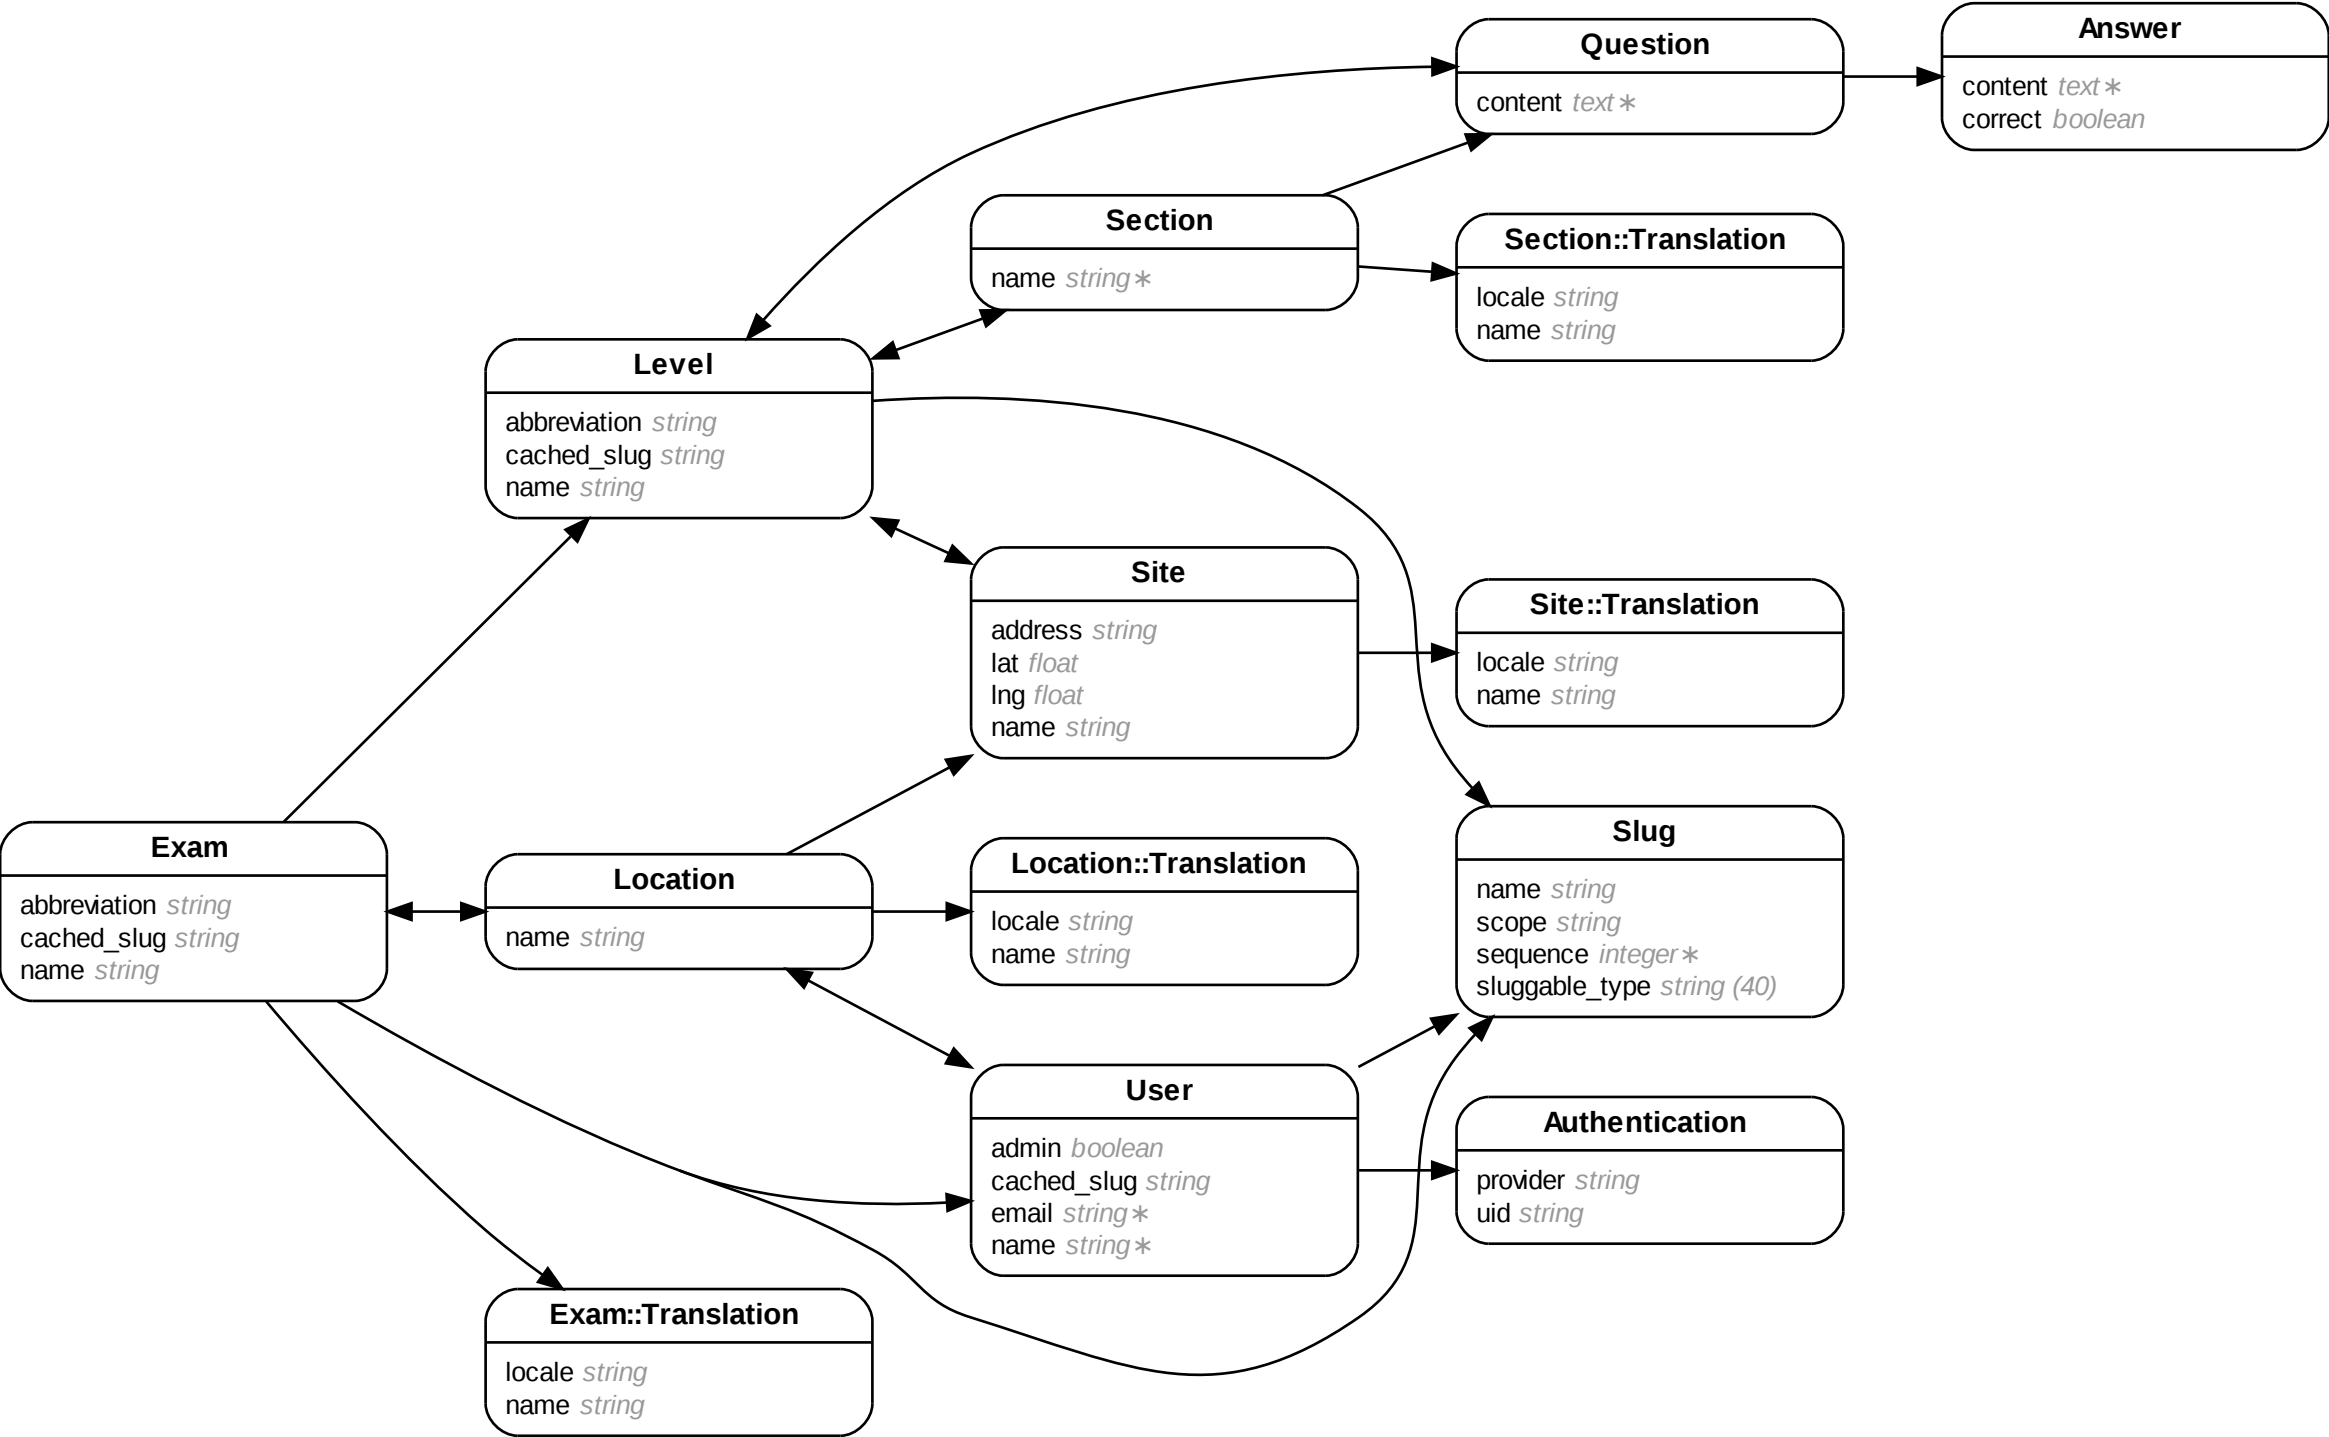 Question
content text∗
Answer
content text∗
correct boolean
Section
name string∗
Section::Translation
locale string
name string
Level
abbreviation string
cached_slug string
name string
Site
address string
lat float
lng float
name string
Site::Translation
locale string
name string
Exam
abbreviation string
cached_slug string
name string
Location
name string
Location::Translation
locale string
name string
Slug
name string
scope string
sequence integer∗
sluggable_type string (40)
User
admin boolean
cached_slug string
email string∗
name string∗
Authentication
provider string
uid string
Exam::Translation
locale string
name string